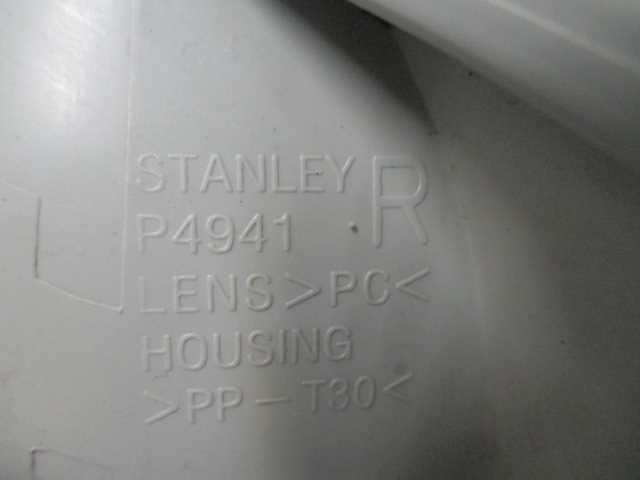 STANLEY R
P4941
LENS >PC<
HOUSING
>PP-T30<